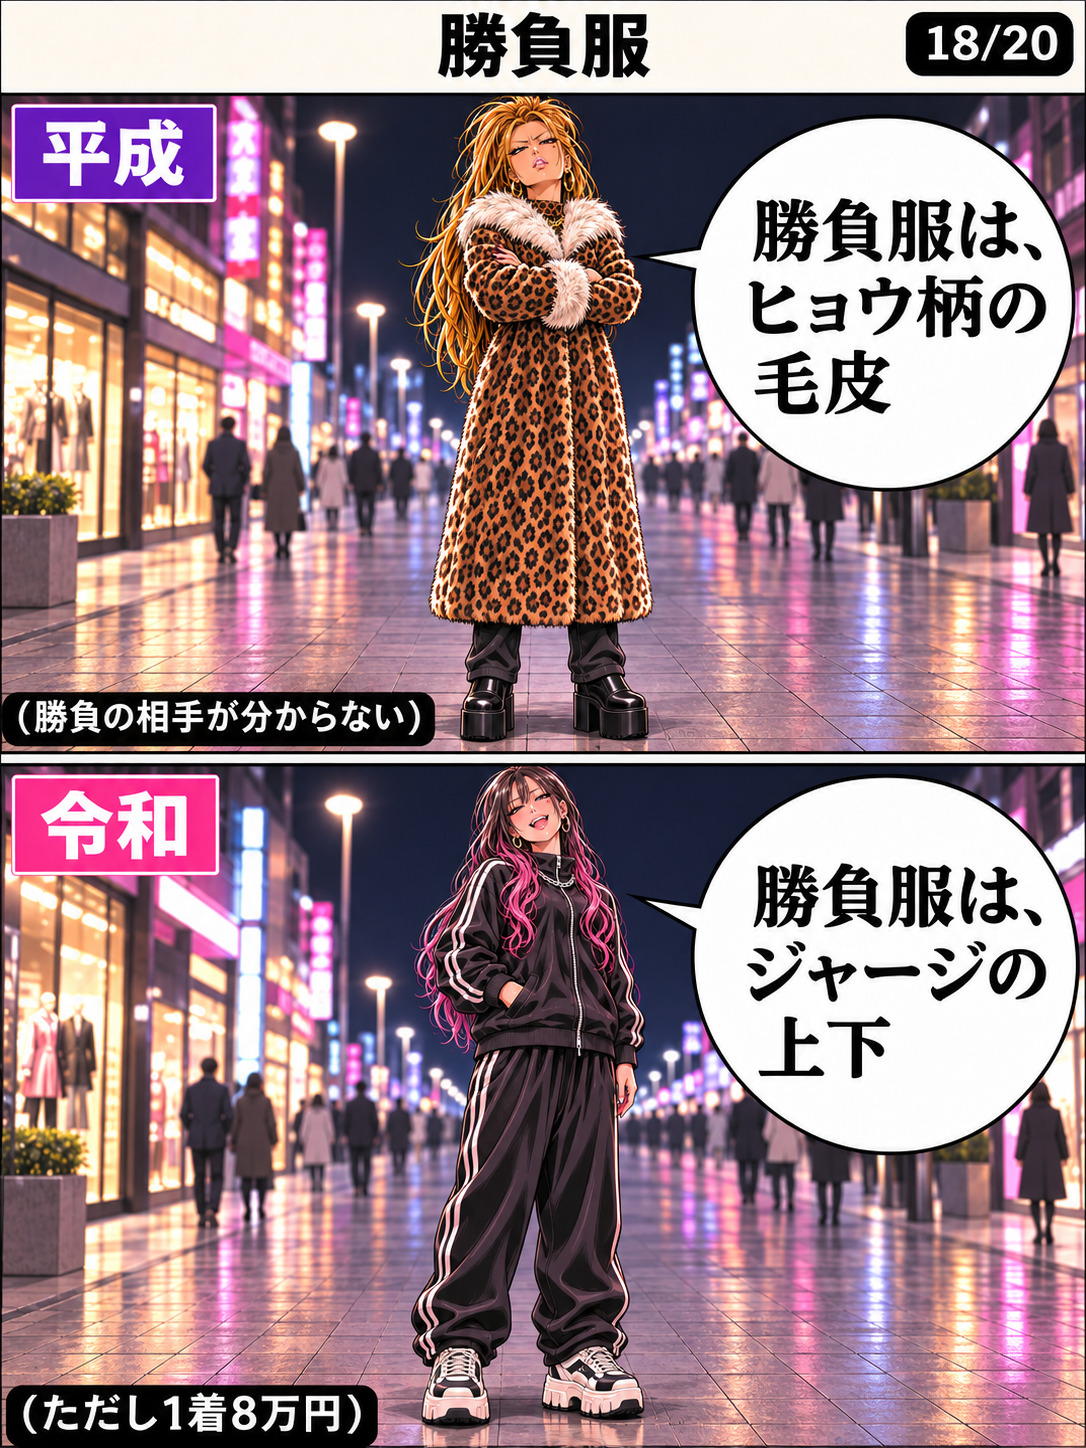 勝負服
18/20
平成
勝負服は、
ヒョウ柄の
毛皮
(勝負の相手が分からない)
令和
勝負服は、
ジャージの
上下
(ただし1着8万円)